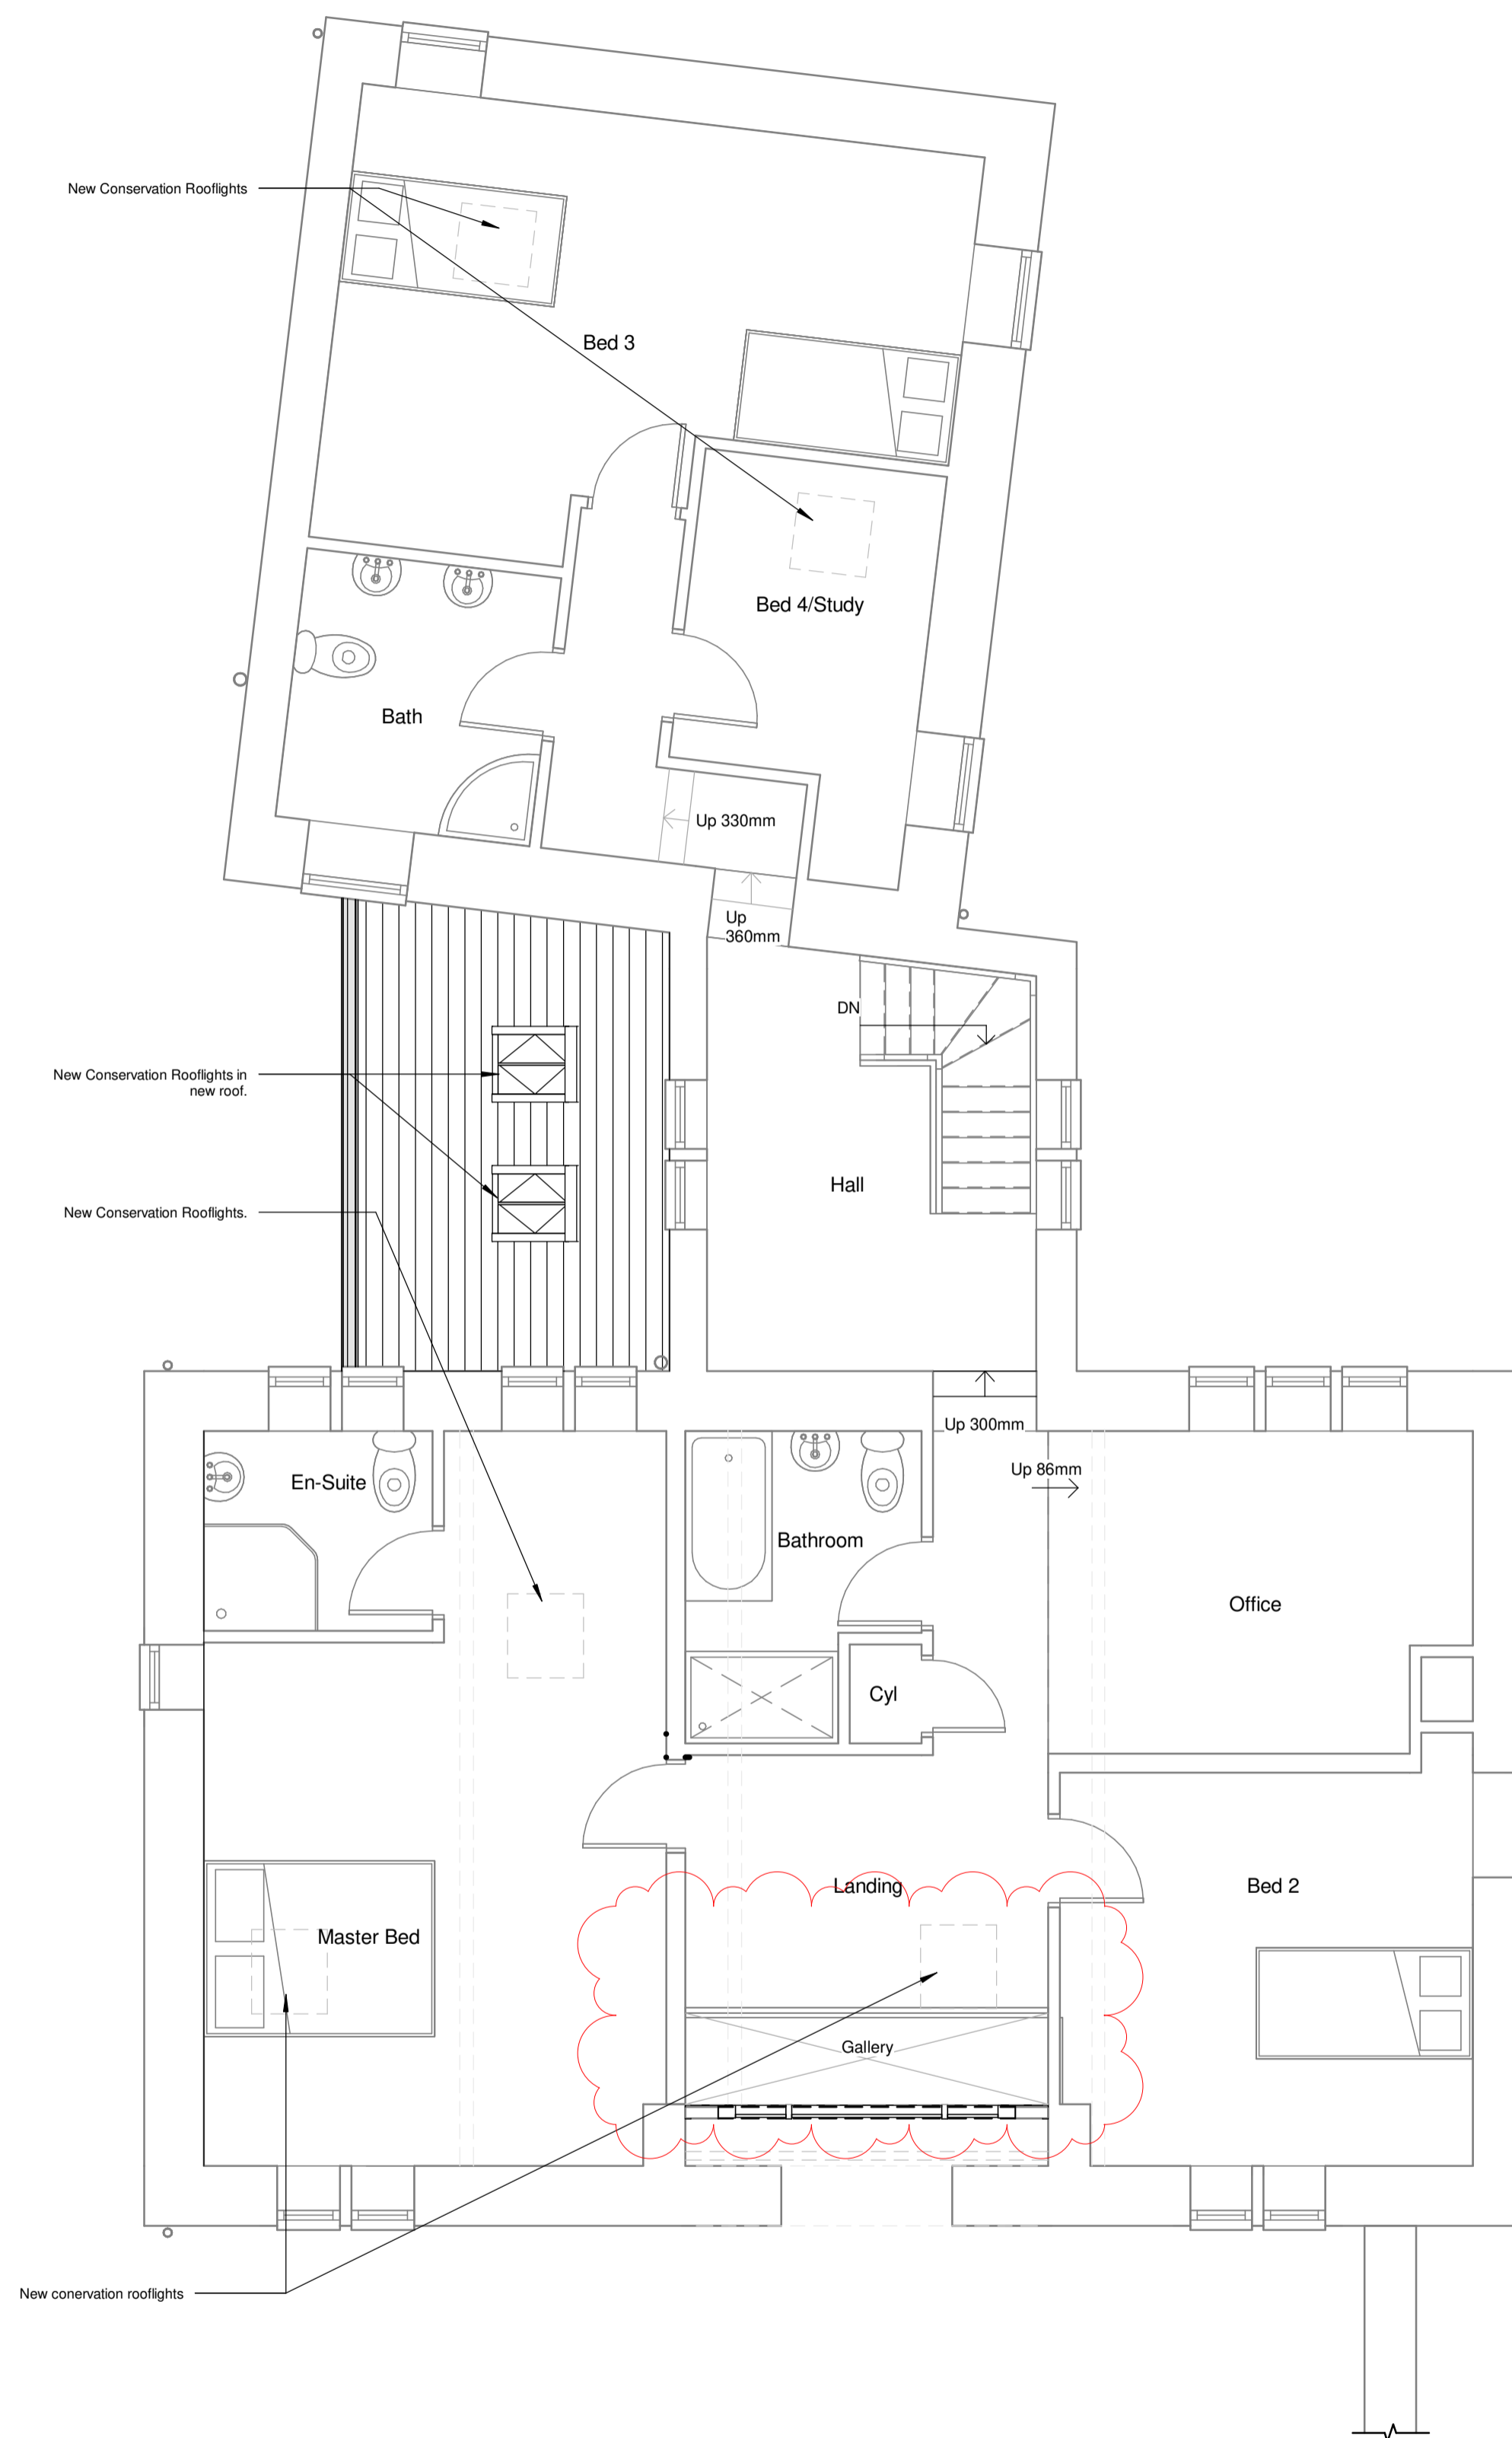 New Conservation Rooflights
Bed 3
Bed 4/Study
Bath
Up 330mm
Up
360mm
DN
New Conservation Rooflights in
new roof.
Hall
New Conservation Rooflights.
Up 300mm
Up 86mm
En-Suite
Bathroom
Office
Cyl
Landing
Bed 2
Master Bed
Gallery
New conervation rooflights